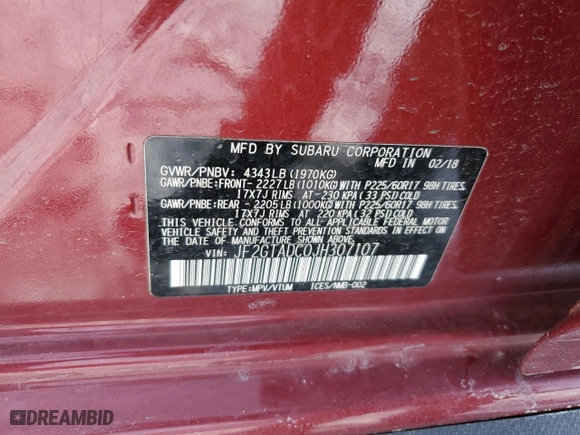 MFD BY SUBARU CORPORATION
MFD IN 02/18
GVWR/PNBV: 4343LB (1970KG)
GAWR/PNBE:FRONT- 2227LB(1010KG)WITH P225/60R17 98H TIRES,
17X7J RIMS AT-230 KPA(33 PSI)COLD
GAWR/PNBE:REAR - 2205LB(1000KG)WITH P225/60R17 98H TIRES,
17X7J RIMS AT 220 KPA(32 PSI)COLD
THIS VEHICLE CONFORMS TO ALL APPLICABLE FEDERAL MOTOR
VEHICLE SAFETY AND THEFT PREVENTION STANDARDS IN EFFECT
ON THE DATE OF MANUFACTURE SHOWN ABOVE.
VIN: JF2GTADC0JH307107
TYPE:MPV/VTUM ICES/NMB-002
DREAMBID